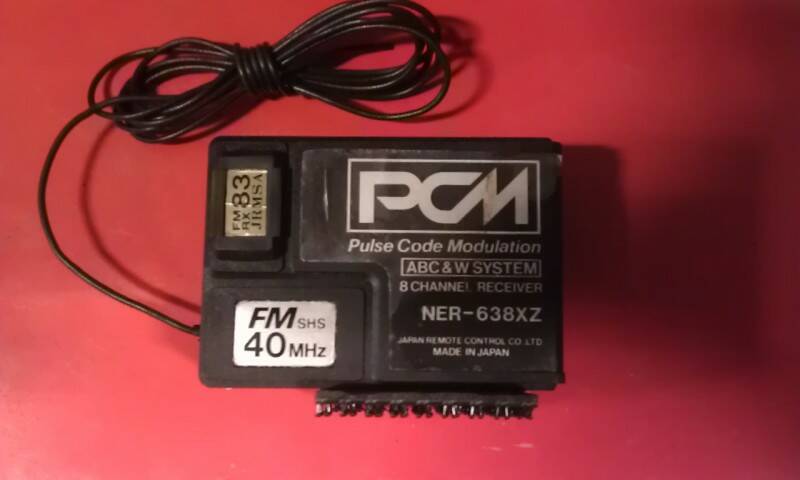 FM
RX
83
JRMSA
PCM
Pulse Code Modulation
ABC & W SYSTEM
8 CHANNEL RECEIVER
NER-638XZ
JAPAN REMOTE CONTROL CO.,LTD
MADE IN JAPAN
FM SHS
40 MHz